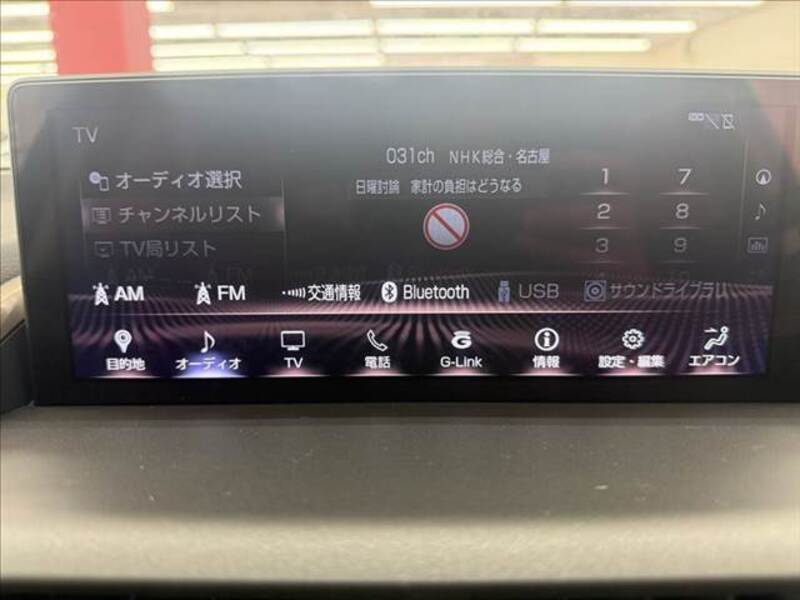 TV
031ch NHK総合・名古屋
日曜討論 家計の負担はどうなる
オーディオ選択
チャンネルリスト
TV局リスト
1 7
2 8
3 9
AM FM 交通情報 Bluetooth USB サウンドライブラリ
目的地 オーディオ TV 電話 G-Link 情報 設定・編集 エアコン